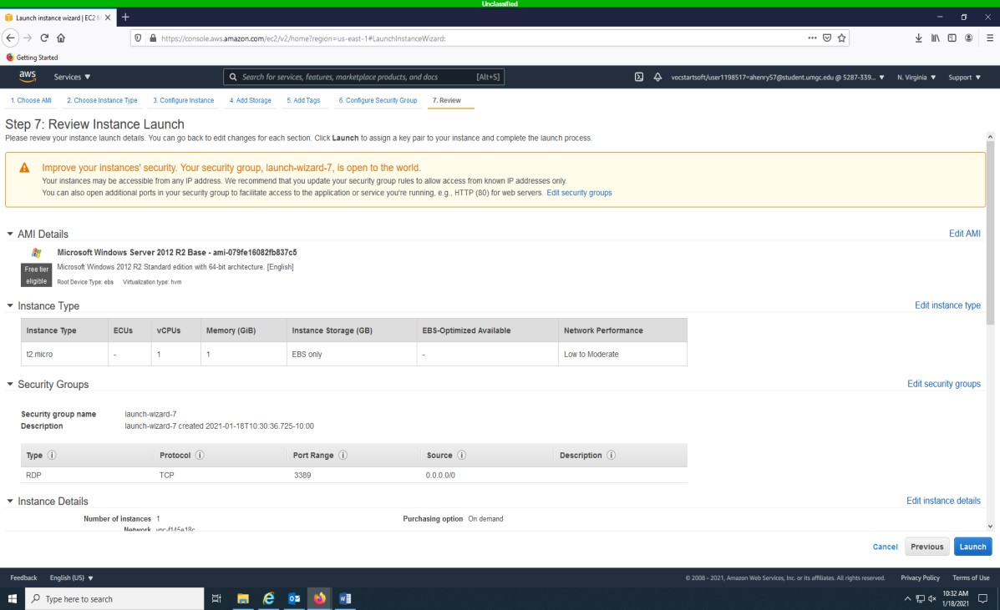 Unclassified
Launch instance wizard | EC2 M
https://console.aws.amazon.com/ec2/v2/home?region=us-east-1#LaunchInstanceWizard:
Getting Started
aws Services ▼ Search for services, features, marketplace products, and docs [Alt+S] vocstartsoft/user1198517=ahenry57@student.umgc.edu @ 5287-339... ▼ N. Virginia ▼ Support ▼
1. Choose AMI 2. Choose Instance Type 3. Configure Instance 4. Add Storage 5. Add Tags 6. Configure Security Group 7. Review
Step 7: Review Instance Launch
Please review your instance launch details. You can go back to edit changes for each section. Click Launch to assign a key pair to your instance and complete the launch process.
Improve your instances' security. Your security group, launch-wizard-7, is open to the world.
Your instances may be accessible from any IP address. We recommend that you update your security group rules to allow access from known IP addresses only.
You can also open additional ports in your security group to facilitate access to the application or service you're running, e.g., HTTP (80) for web servers. Edit security groups
AMI Details Edit AMI
Microsoft Windows Server 2012 R2 Base - ami-079fe16082fb837c5
Free tier eligible
Microsoft Windows 2012 R2 Standard edition with 64-bit architecture. [English]
Root Device Type: ebs Virtualization type: hvm
Instance Type Edit instance type
Instance Type ECUs vCPUs Memory (GiB) Instance Storage (GB) EBS-Optimized Available Network Performance
t2.micro - 1 1 EBS only - Low to Moderate
Security Groups Edit security groups
Security group name launch-wizard-7
Description launch-wizard-7 created 2021-01-18T10:30:36.725-10:00
Type Protocol Port Range Source Description
RDP TCP 3389 0.0.0.0/0
Instance Details Edit instance details
Number of instances 1 Purchasing option On demand
Network vpc-f145e18c
Cancel Previous Launch
Feedback English (US) ▼ © 2008 - 2021, Amazon Web Services, Inc. or its affiliates. All rights reserved. Privacy Policy Terms of Use
Type here to search
10:32 AM
1/18/2021